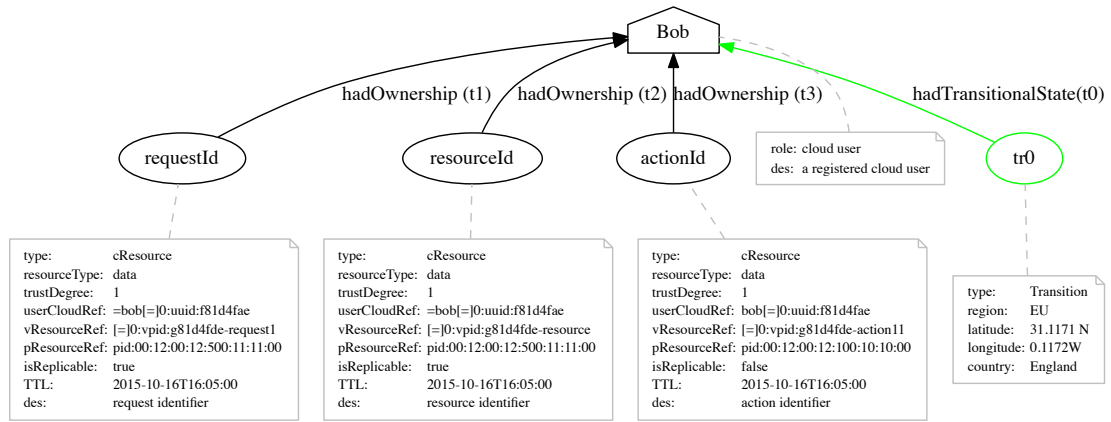 Bob
hadOwnership (t1)
hadOwnership (t2)
hadOwnership (t3)
hadTransitionalState(t0)
requestId
resourceId
actionId
role: cloud user
des: a registered cloud user
tr0
type: cResource
resourceType: data
trustDegree: 1
userCloudRef: =bob[=]0:uuid:f81d4fae
vResourceRef: [=]0:vpid:g81d4fde-request1
pResourceRef: pid:00:12:00:12:500:11:11:00
isReplicable: true
TTL: 2015-10-16T16:05:00
des: request identifier
type: cResource
resourceType: data
trustDegree: 1
userCloudRef: =bob[=]0:uuid:f81d4fae
vResourceRef: [=]0:vpid:g81d4fde-resource
pResourceRef: pid:00:12:00:12:500:11:11:00
isReplicable: true
TTL: 2015-10-16T16:05:00
des: resource identifier
type: cResource
resourceType: data
trustDegree: 1
userCloudRef: bob[=]0:uuid:f81d4fae
vResourceRef: [=]0:vpid:g81d4fde-action11
pResourceRef: pid:00:12:00:12:100:10:10:00
isReplicable: false
TTL: 2015-10-16T16:05:00
des: action identifier
type: Transition
region: EU
latitude: 31.1171 N
longitude: 0.1172W
country: England